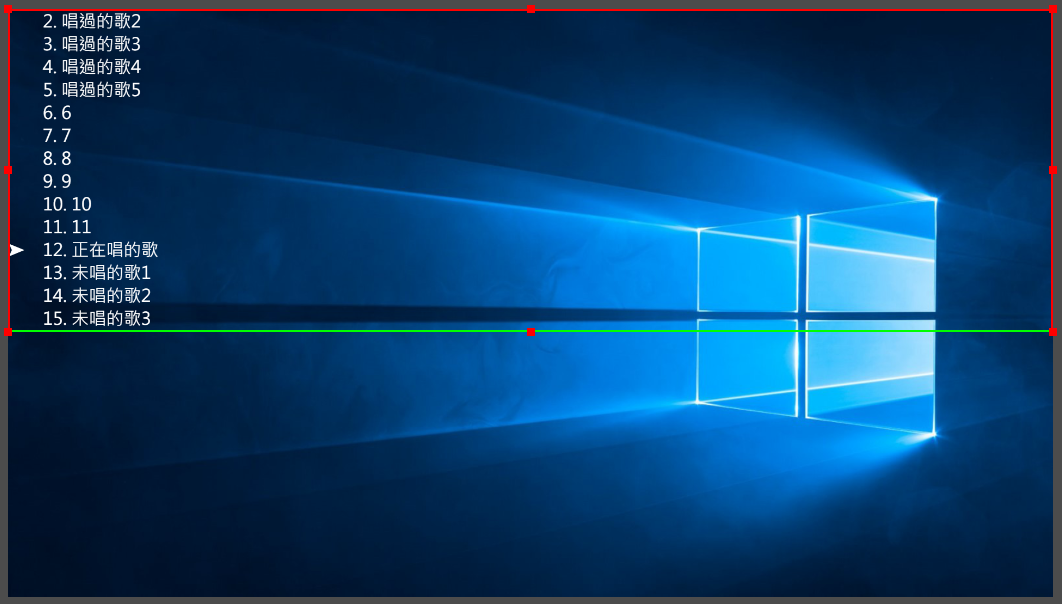 2. 唱過的歌2
3. 唱過的歌3
4. 唱過的歌4
5. 唱過的歌5
6. 6
7. 7
8. 8
9. 9
10. 10
11. 11
12. 正在唱的歌
13. 未唱的歌1
14. 未唱的歌2
15. 未唱的歌3